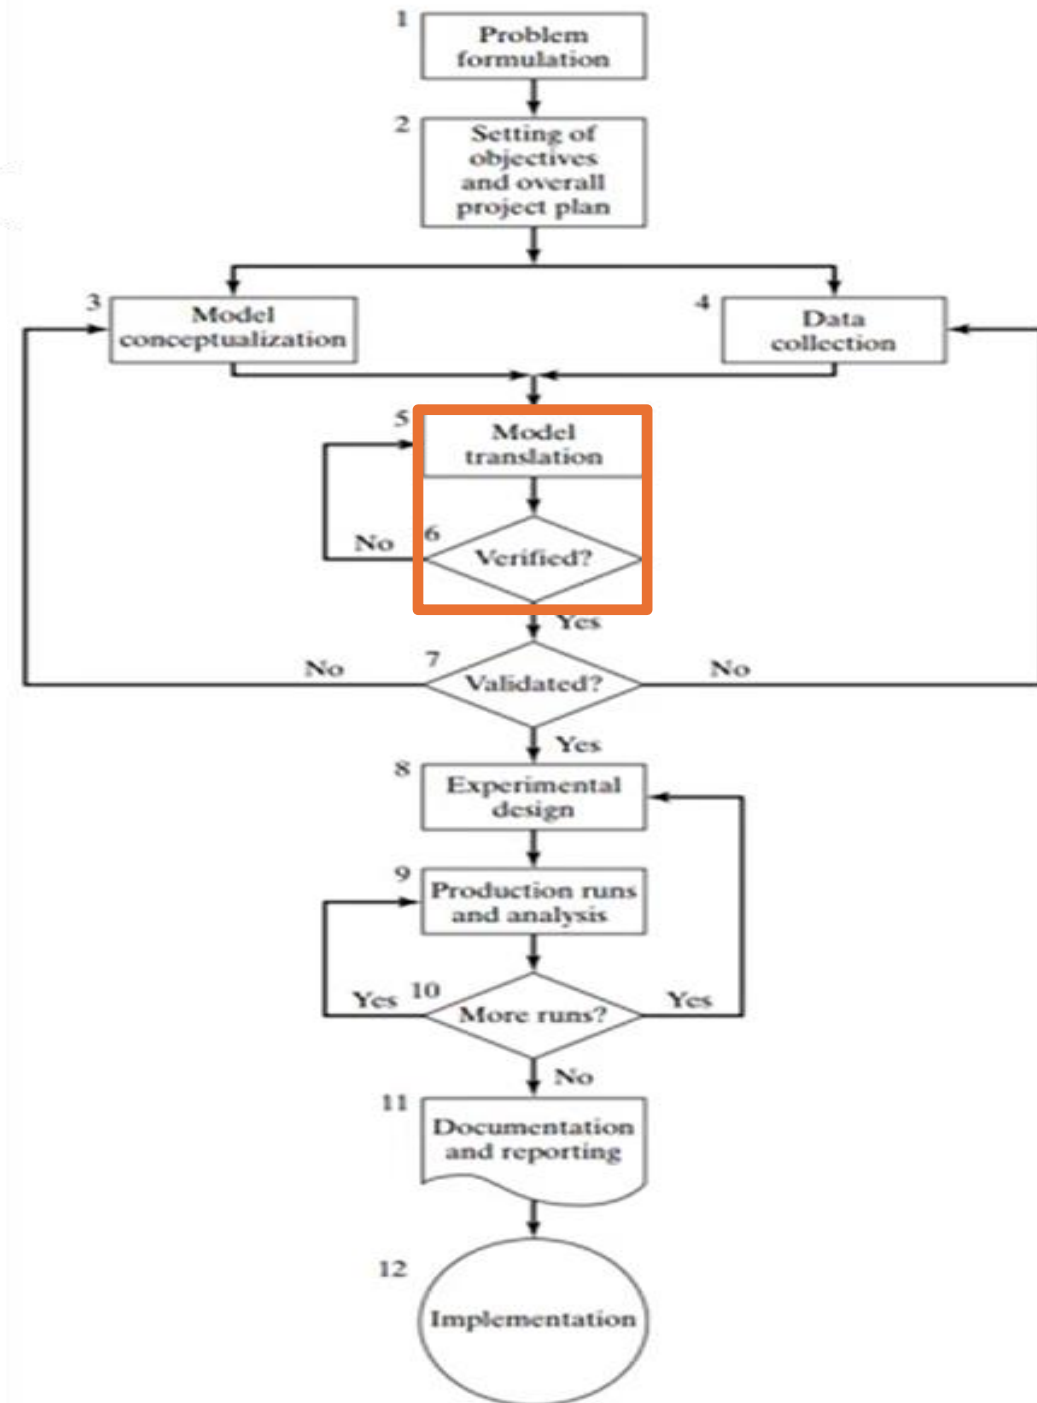 1
Problem
formulation
2
Setting of
objectives
and overall
project plan
3
Model
conceptualization
4
Data
collection
5
Model
translation
6
No
Verified?
Yes
7
No
Validated?
No
Yes
8
Experimental
design
9
Production runs
and analysis
10
Yes
More runs?
Yes
No
11
Documentation
and reporting
12
Implementation